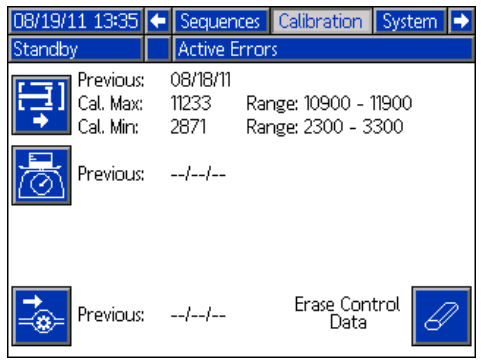 08/19/11 13:35 Sequences Calibration System
Standby Active Errors
Previous: 08/18/11
Cal. Max: 11233 Range: 10900 - 11900
Cal. Min: 2871 Range: 2300 - 3300
Previous: --/--/--
Previous: --/--/--
Erase Control
Data